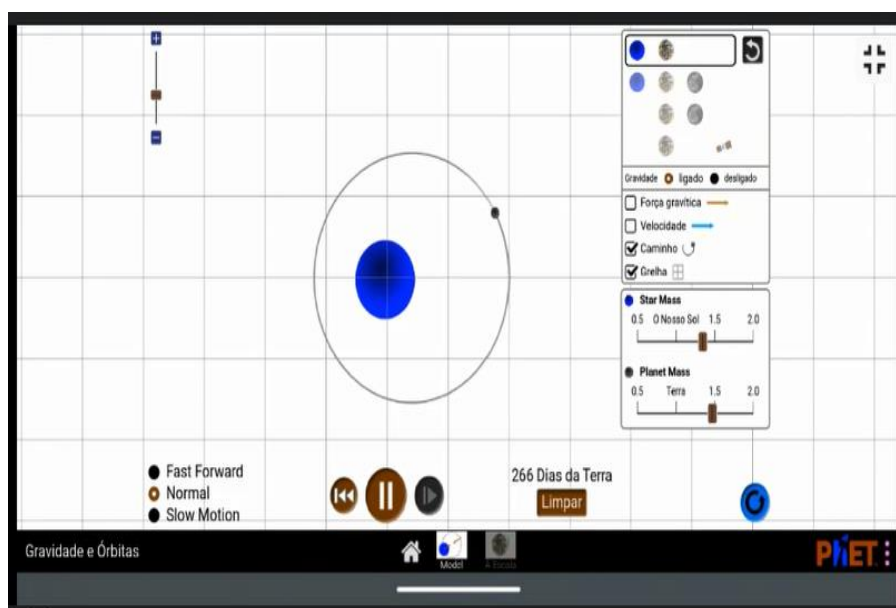 +
−
Gravidade ligado desligado
Força gravítica
Velocidade
Caminho
Grelha
Star Mass
0.5 O Nosso Sol 1.5 2.0
Planet Mass
0.5 Terra 1.5 2.0
Fast Forward
Normal
Slow Motion
266 Dias da Terra
Limpar
Gravidade e Órbitas
Model
A Escala
PhET